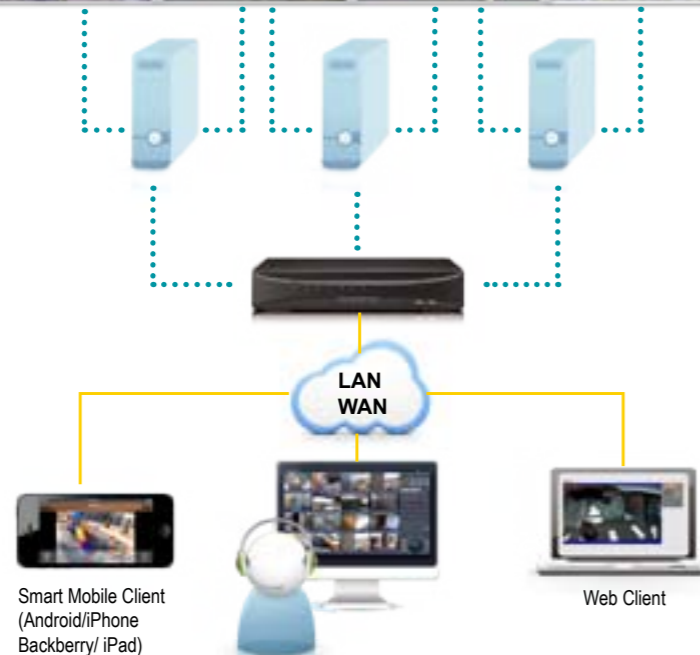 LAN
WAN
Smart Mobile Client
(Android/iPhone
Backberry/ iPad)
Web Client